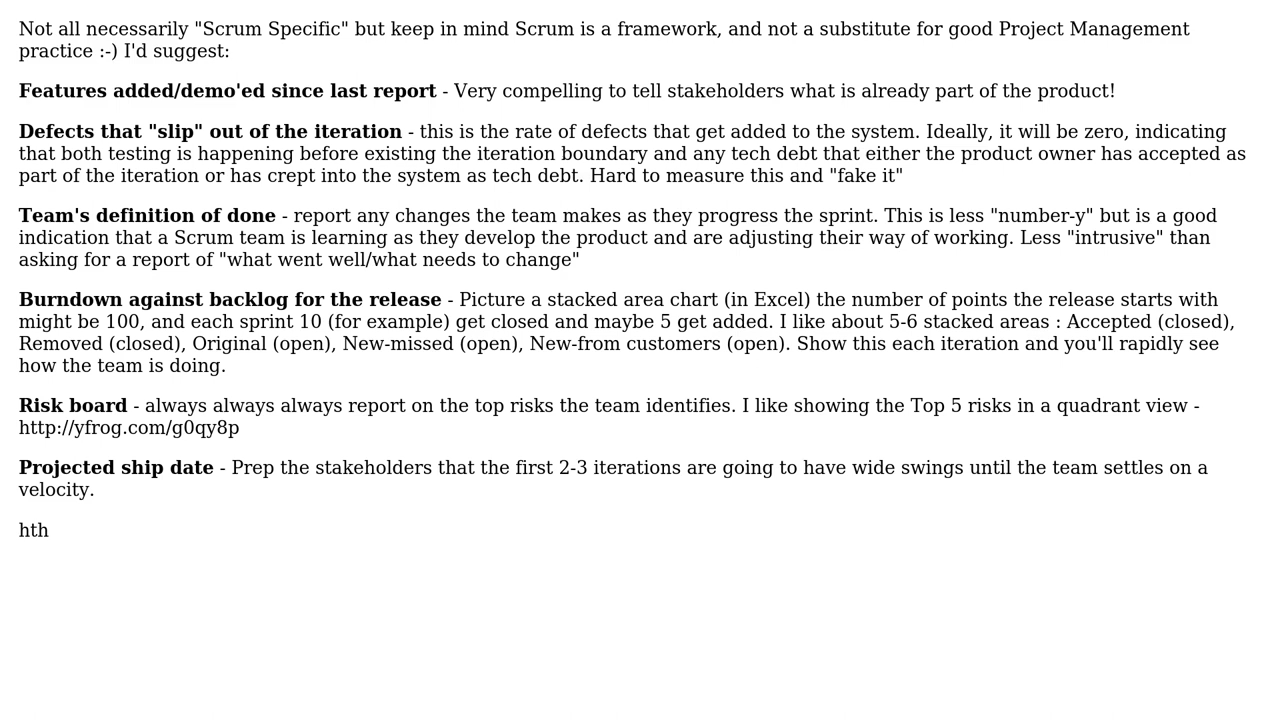 Not all necessarily "Scrum Specific" but keep in mind Scrum is a framework, and not a substitute for good Project Management
practice :-) I'd suggest:
Features added/demo'ed since last report - Very compelling to tell stakeholders what is already part of the product!
Defects that "slip" out of the iteration - this is the rate of defects that get added to the system. Ideally, it will be zero, indicating
that both testing is happening before existing the iteration boundary and any tech debt that either the product owner has accepted as
part of the iteration or has crept into the system as tech debt. Hard to measure this and "fake it"
Team's definition of done - report any changes the team makes as they progress the sprint. This is less "number-y" but is a good
indication that a Scrum team is learning as they develop the product and are adjusting their way of working. Less "intrusive" than
asking for a report of "what went well/what needs to change"
Burndown against backlog for the release - Picture a stacked area chart (in Excel) the number of points the release starts with
might be 100, and each sprint 10 (for example) get closed and maybe 5 get added. I like about 5-6 stacked areas : Accepted (closed),
Removed (closed), Original (open), New-missed (open), New-from customers (open). Show this each iteration and you'll rapidly see
how the team is doing.
Risk board - always always always report on the top risks the team identifies. I like showing the Top 5 risks in a quadrant view -
http://yfrog.com/g0qy8p
Projected ship date - Prep the stakeholders that the first 2-3 iterations are going to have wide swings until the team settles on a
velocity.
hth